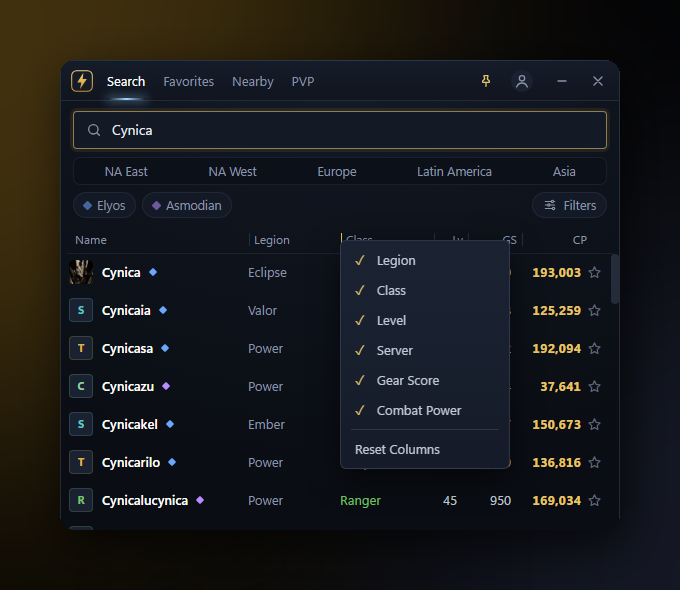 Search Favorites Nearby PVP
Cynica
NA East NA West Europe Latin America Asia
Elyos Asmodian Filters
Name Legion Class Lv GS CP
Cynica Eclipse 193,003
S Cynicaia Valor 125,259
T Cynicasa Power 192,094
C Cynicazu Power 37,641
S Cynicakel Ember 150,673
T Cynicarilo Power 136,816
R Cynicalucynica Power Ranger 45 950 169,034
✓ Legion
✓ Class
✓ Level
✓ Server
✓ Gear Score
✓ Combat Power
Reset Columns